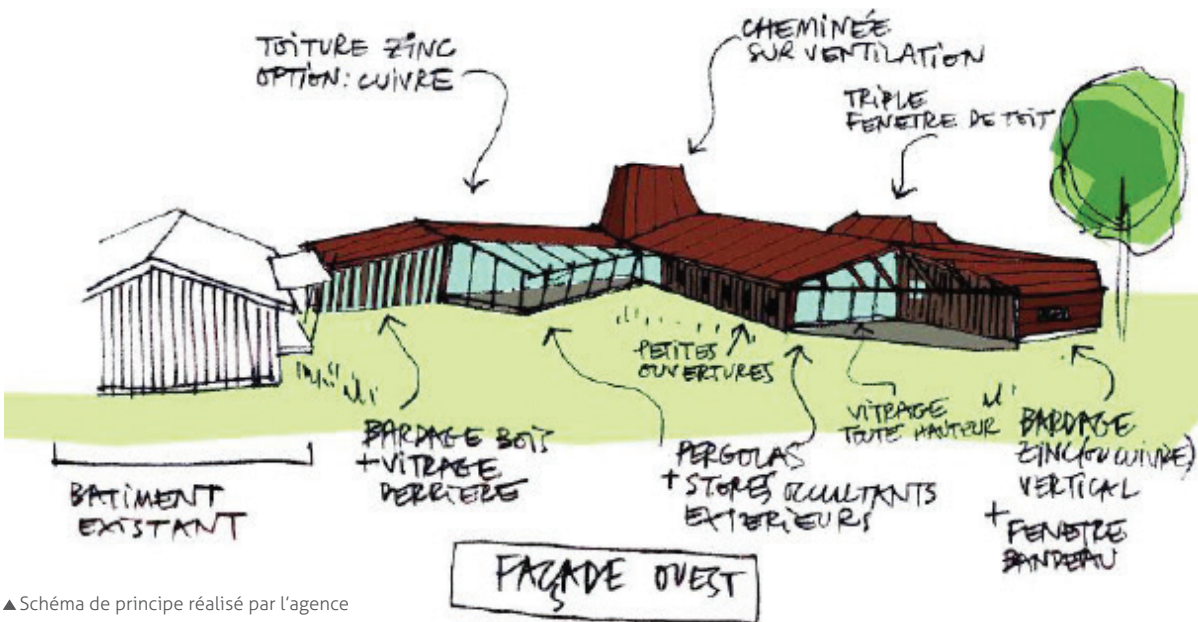 TOITURE ZINC
OPTION: CUIVRE
CHEMINÉE
SUR VENTILATION
TRIPLE
FENETRE DE TOIT
PETITES
OUVERTURES
VITRAGE
TOUTE HAUTEUR
BARDAGE BOIS
+ VITRAGE
DERRIERE
PERGOLAS
+ STORES OCCULTANTS
EXTERIEURS
BARDAGE
ZINC (OU CUIVRE)
VERTICAL
+
FENETRE
BANDEAU
BATIMENT
EXISTANT
FAÇADE OUEST
▲ Schéma de principe réalisé par l'agence